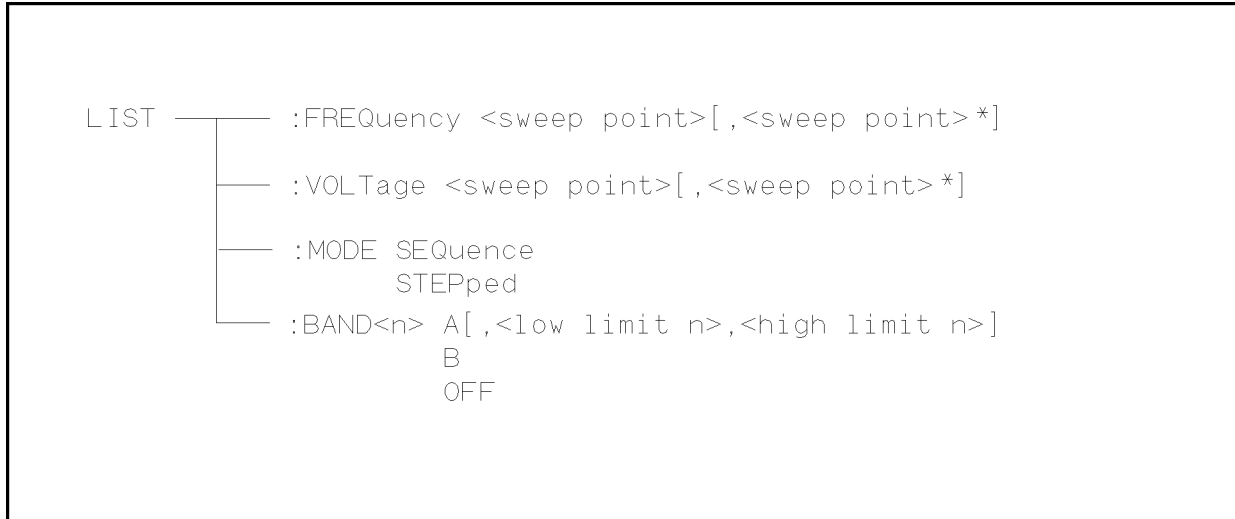 LIST :FREQuency <sweep point>[,<sweep point>*]
:VOLTage <sweep point>[,<sweep point>*]
:MODE SEQuence
STEPped
:BAND<n> A[,<low limit n>,<high limit n>]
B
OFF